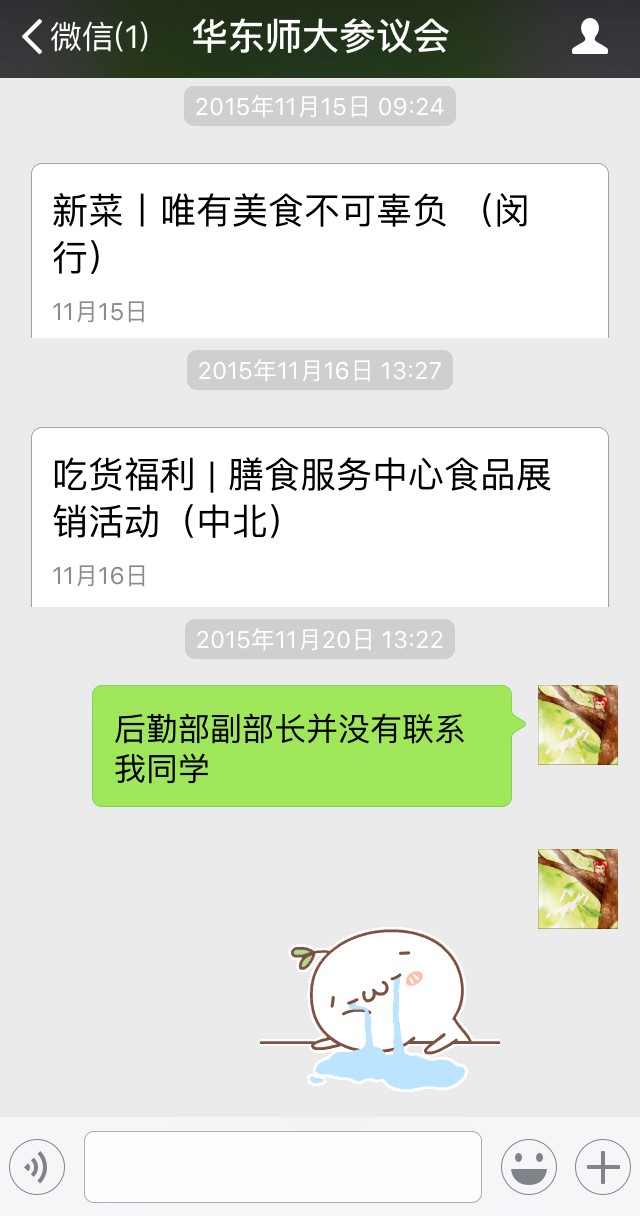 微信(1)
华东师大参议会
2015年11月15日 09:24
新菜丨唯有美食不可辜负 （闵
行）
11月15日
2015年11月16日 13:27
吃货福利 | 膳食服务中心食品展
销活动（中北）
11月16日
2015年11月20日 13:22
后勤部副部长并没有联系
我同学